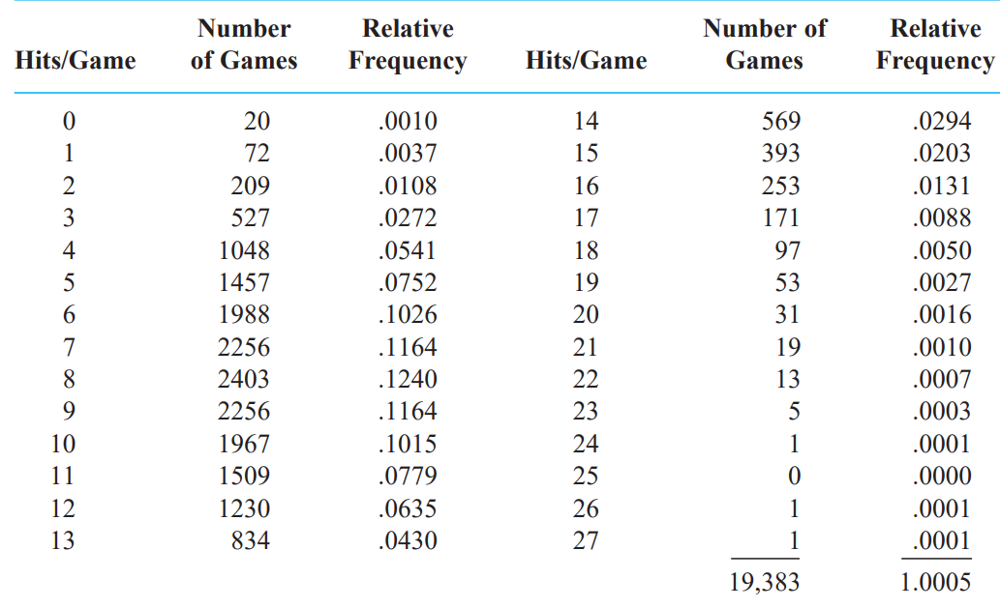 Number Relative Number of Relative
Hits/Game of Games Frequency Hits/Game Games Frequency
0 20 .0010 14 569 .0294
1 72 .0037 15 393 .0203
2 209 .0108 16 253 .0131
3 527 .0272 17 171 .0088
4 1048 .0541 18 97 .0050
5 1457 .0752 19 53 .0027
6 1988 .1026 20 31 .0016
7 2256 .1164 21 19 .0010
8 2403 .1240 22 13 .0007
9 2256 .1164 23 5 .0003
10 1967 .1015 24 1 .0001
11 1509 .0779 25 0 .0000
12 1230 .0635 26 1 .0001
13 834 .0430 27 1 .0001
19,383 1.0005